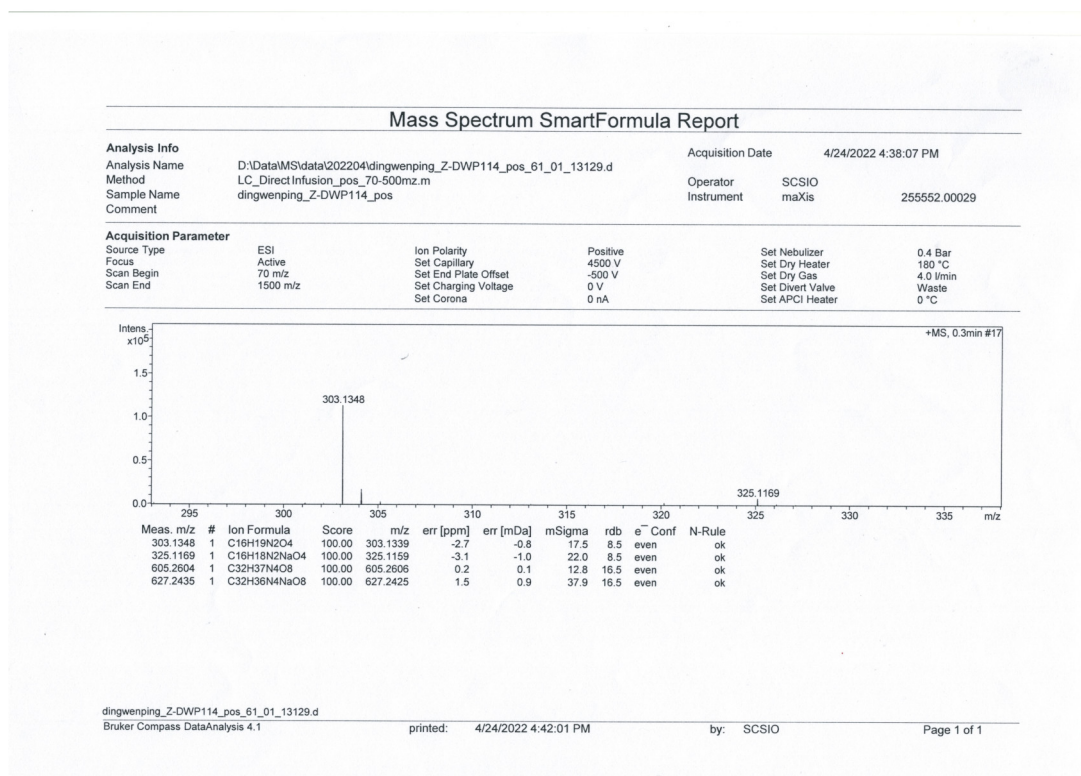 Mass Spectrum SmartFormula Report
Analysis Info
Acquisition Date 4/24/2022 4:38:07 PM
Analysis Name D:\Data\MS\data\202204\dingwenping_Z-DWP114_pos_61_01_13129.d
Method LC_Direct Infusion_pos_70-500mz.m
Operator SCSIO
Sample Name dingwenping_Z-DWP114_pos
Instrument maXis 255552.00029
Comment
Acquisition Parameter
Source Type ESI Ion Polarity Positive Set Nebulizer 0.4 Bar
Focus Active Set Capillary 4500 V Set Dry Heater 180 °C
Scan Begin 70 m/z Set End Plate Offset -500 V Set Dry Gas 4.0 l/min
Scan End 1500 m/z Set Charging Voltage 0 V Set Divert Valve Waste
Set Corona 0 nA Set APCI Heater 0 °C
Intens.
x10⁵
+MS, 0.3min #17
1.5
303.1348
1.0
0.5
325.1169
0.0
295 300 305 310 315 320 325 330 335 m/z
Meas. m/z # Ion Formula Score m/z err [ppm] err [mDa] mSigma rdb e¯ Conf N-Rule
303.1348 1 C16H19N2O4 100.00 303.1339 -2.7 -0.8 17.5 8.5 even ok
325.1169 1 C16H18N2NaO4 100.00 325.1159 -3.1 -1.0 22.0 8.5 even ok
605.2604 1 C32H37N4O8 100.00 605.2606 0.2 0.1 12.8 16.5 even ok
627.2435 1 C32H36N4NaO8 100.00 627.2425 1.5 0.9 37.9 16.5 even ok
dingwenping_Z-DWP114_pos_61_01_13129.d
Bruker Compass DataAnalysis 4.1 printed: 4/24/2022 4:42:01 PM by: SCSIO Page 1 of 1